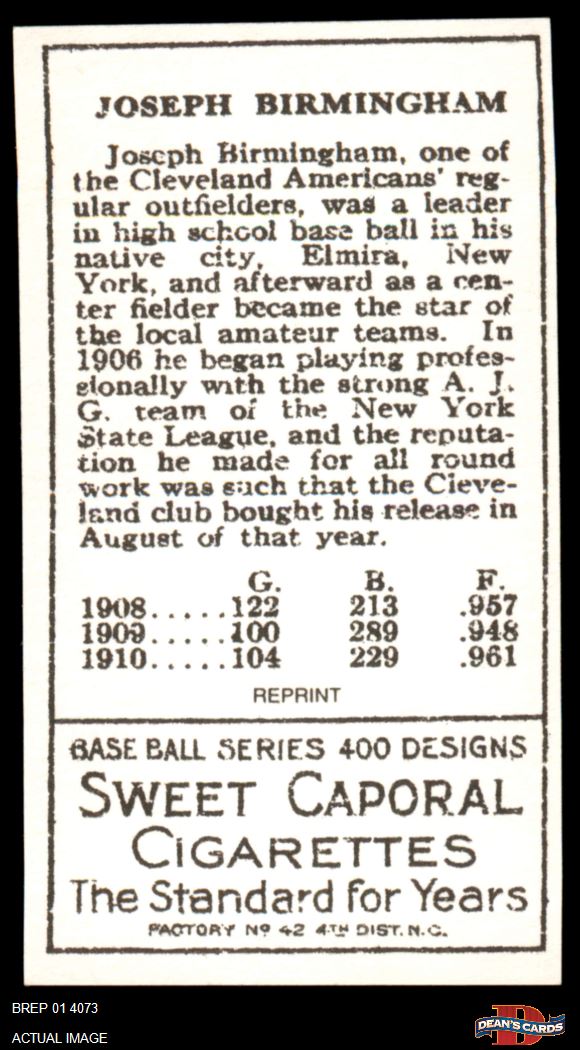 JOSEPH BIRMINGHAM
Joseph Birmingham, one of
the Cleveland Americans' reg-
ular outfielders, was a leader
in high school base ball in his
native city, Elmira, New
York, and afterward as a cen-
ter fielder became the star of
the local amateur teams. In
1906 he began playing profes-
sionally with the strong A. J.
G. team of the New York
State League, and the reputa-
tion he made for all round
work was such that the Cleve-
land club bought his release in
August of that year.
G. B. F.
1908.....122 213 .957
1909.....100 289 .948
1910.....104 229 .961
REPRINT
BASE BALL SERIES 400 DESIGNS
SWEET CAPORAL
CIGARETTES
The Standard for Years
FACTORY No 42 4TH DIST. N.C.
BREP 01 4073
ACTUAL IMAGE
D
DEAN'S CARDS